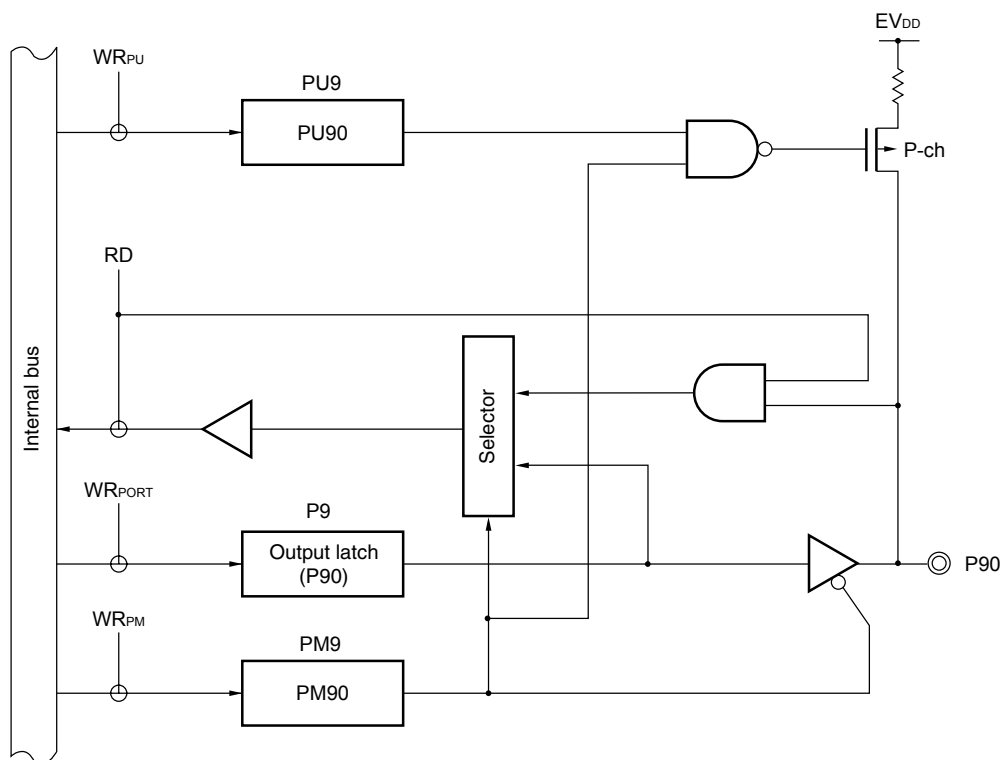 EVDD
WRPU
PU9
PU90
P-ch
RD
Internal bus
Selector
WRPORT
P9
Output latch
(P90)
P90
WRPM
PM9
PM90